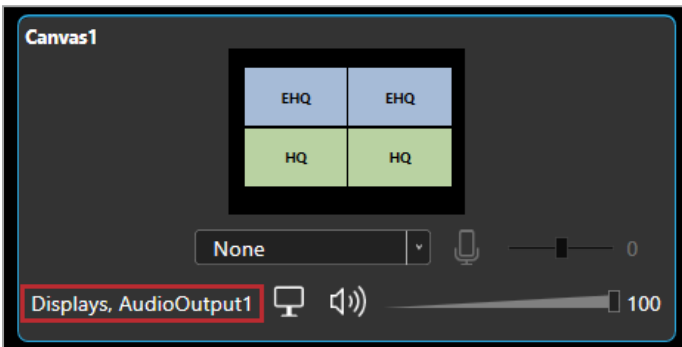 Canvas1
EHQ EHQ
HQ HQ
None 0
Displays, AudioOutput1 100